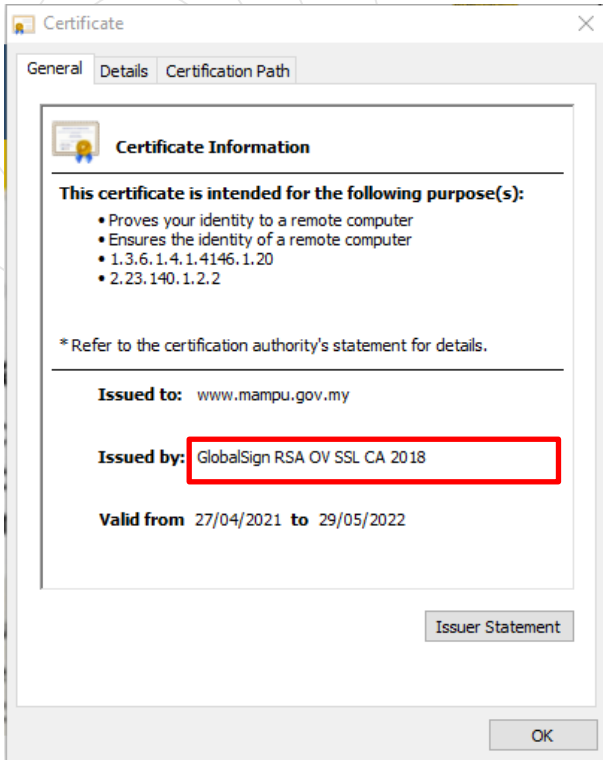 Certificate
General Details Certification Path
Certificate Information
This certificate is intended for the following purpose(s):
• Proves your identity to a remote computer
• Ensures the identity of a remote computer
• 1.3.6.1.4.1.4146.1.20
• 2.23.140.1.2.2
* Refer to the certification authority's statement for details.
Issued to: www.mampu.gov.my
Issued by: GlobalSign RSA OV SSL CA 2018
Valid from 27/04/2021 to 29/05/2022
Issuer Statement
OK